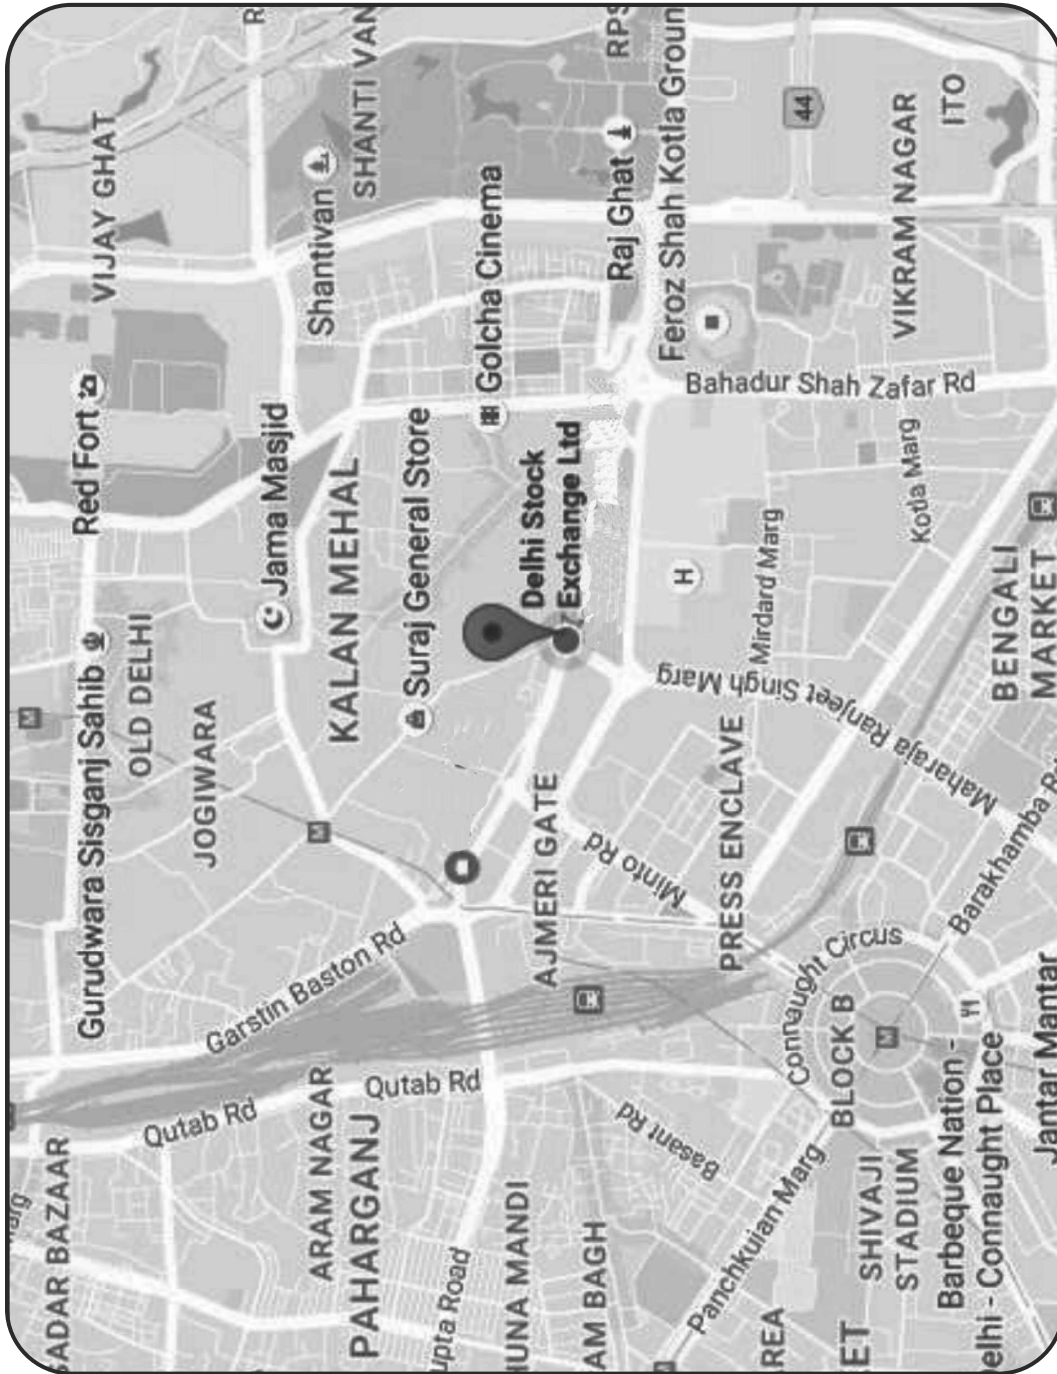 arg
SADAR BAZAAR
Gurudwara Sisganj Sahib
Red Fort
VIJAY GHAT
OLD DELHI
Qutab Rd
JOGIWARA
Garstin Baston Rd
Jama Masjid
R
ARAM NAGAR
Shantivan
PAHARGANJ
KALAN MEHAL
SHANTI VAN
Qutab Rd
Suraj General Store
upta Road
Golcha Cinema
HUNA MANDI
AJMERI GATE
Delhi Stock
Exchange Ltd
AM BAGH
Minto Rd
Raj Ghat
RPS
Basant Rd
H
Feroz Shah Kotla Groun
Maharaja Ranjeet Singh Marg
Bahadur Shah Zafar Rd
PRESS ENCLAVE
Mirdard Marg
Panchkuian Marg
REA
Connaught Circus
44
BLOCK B
ET
SHIVAJI
STADIUM
Kotla Marg
VIKRAM NAGAR
ITO
Barbeque Nation -
elhi - Connaught Place
Barakhamba R
BENGALI
MARKET
Jantar Mantar